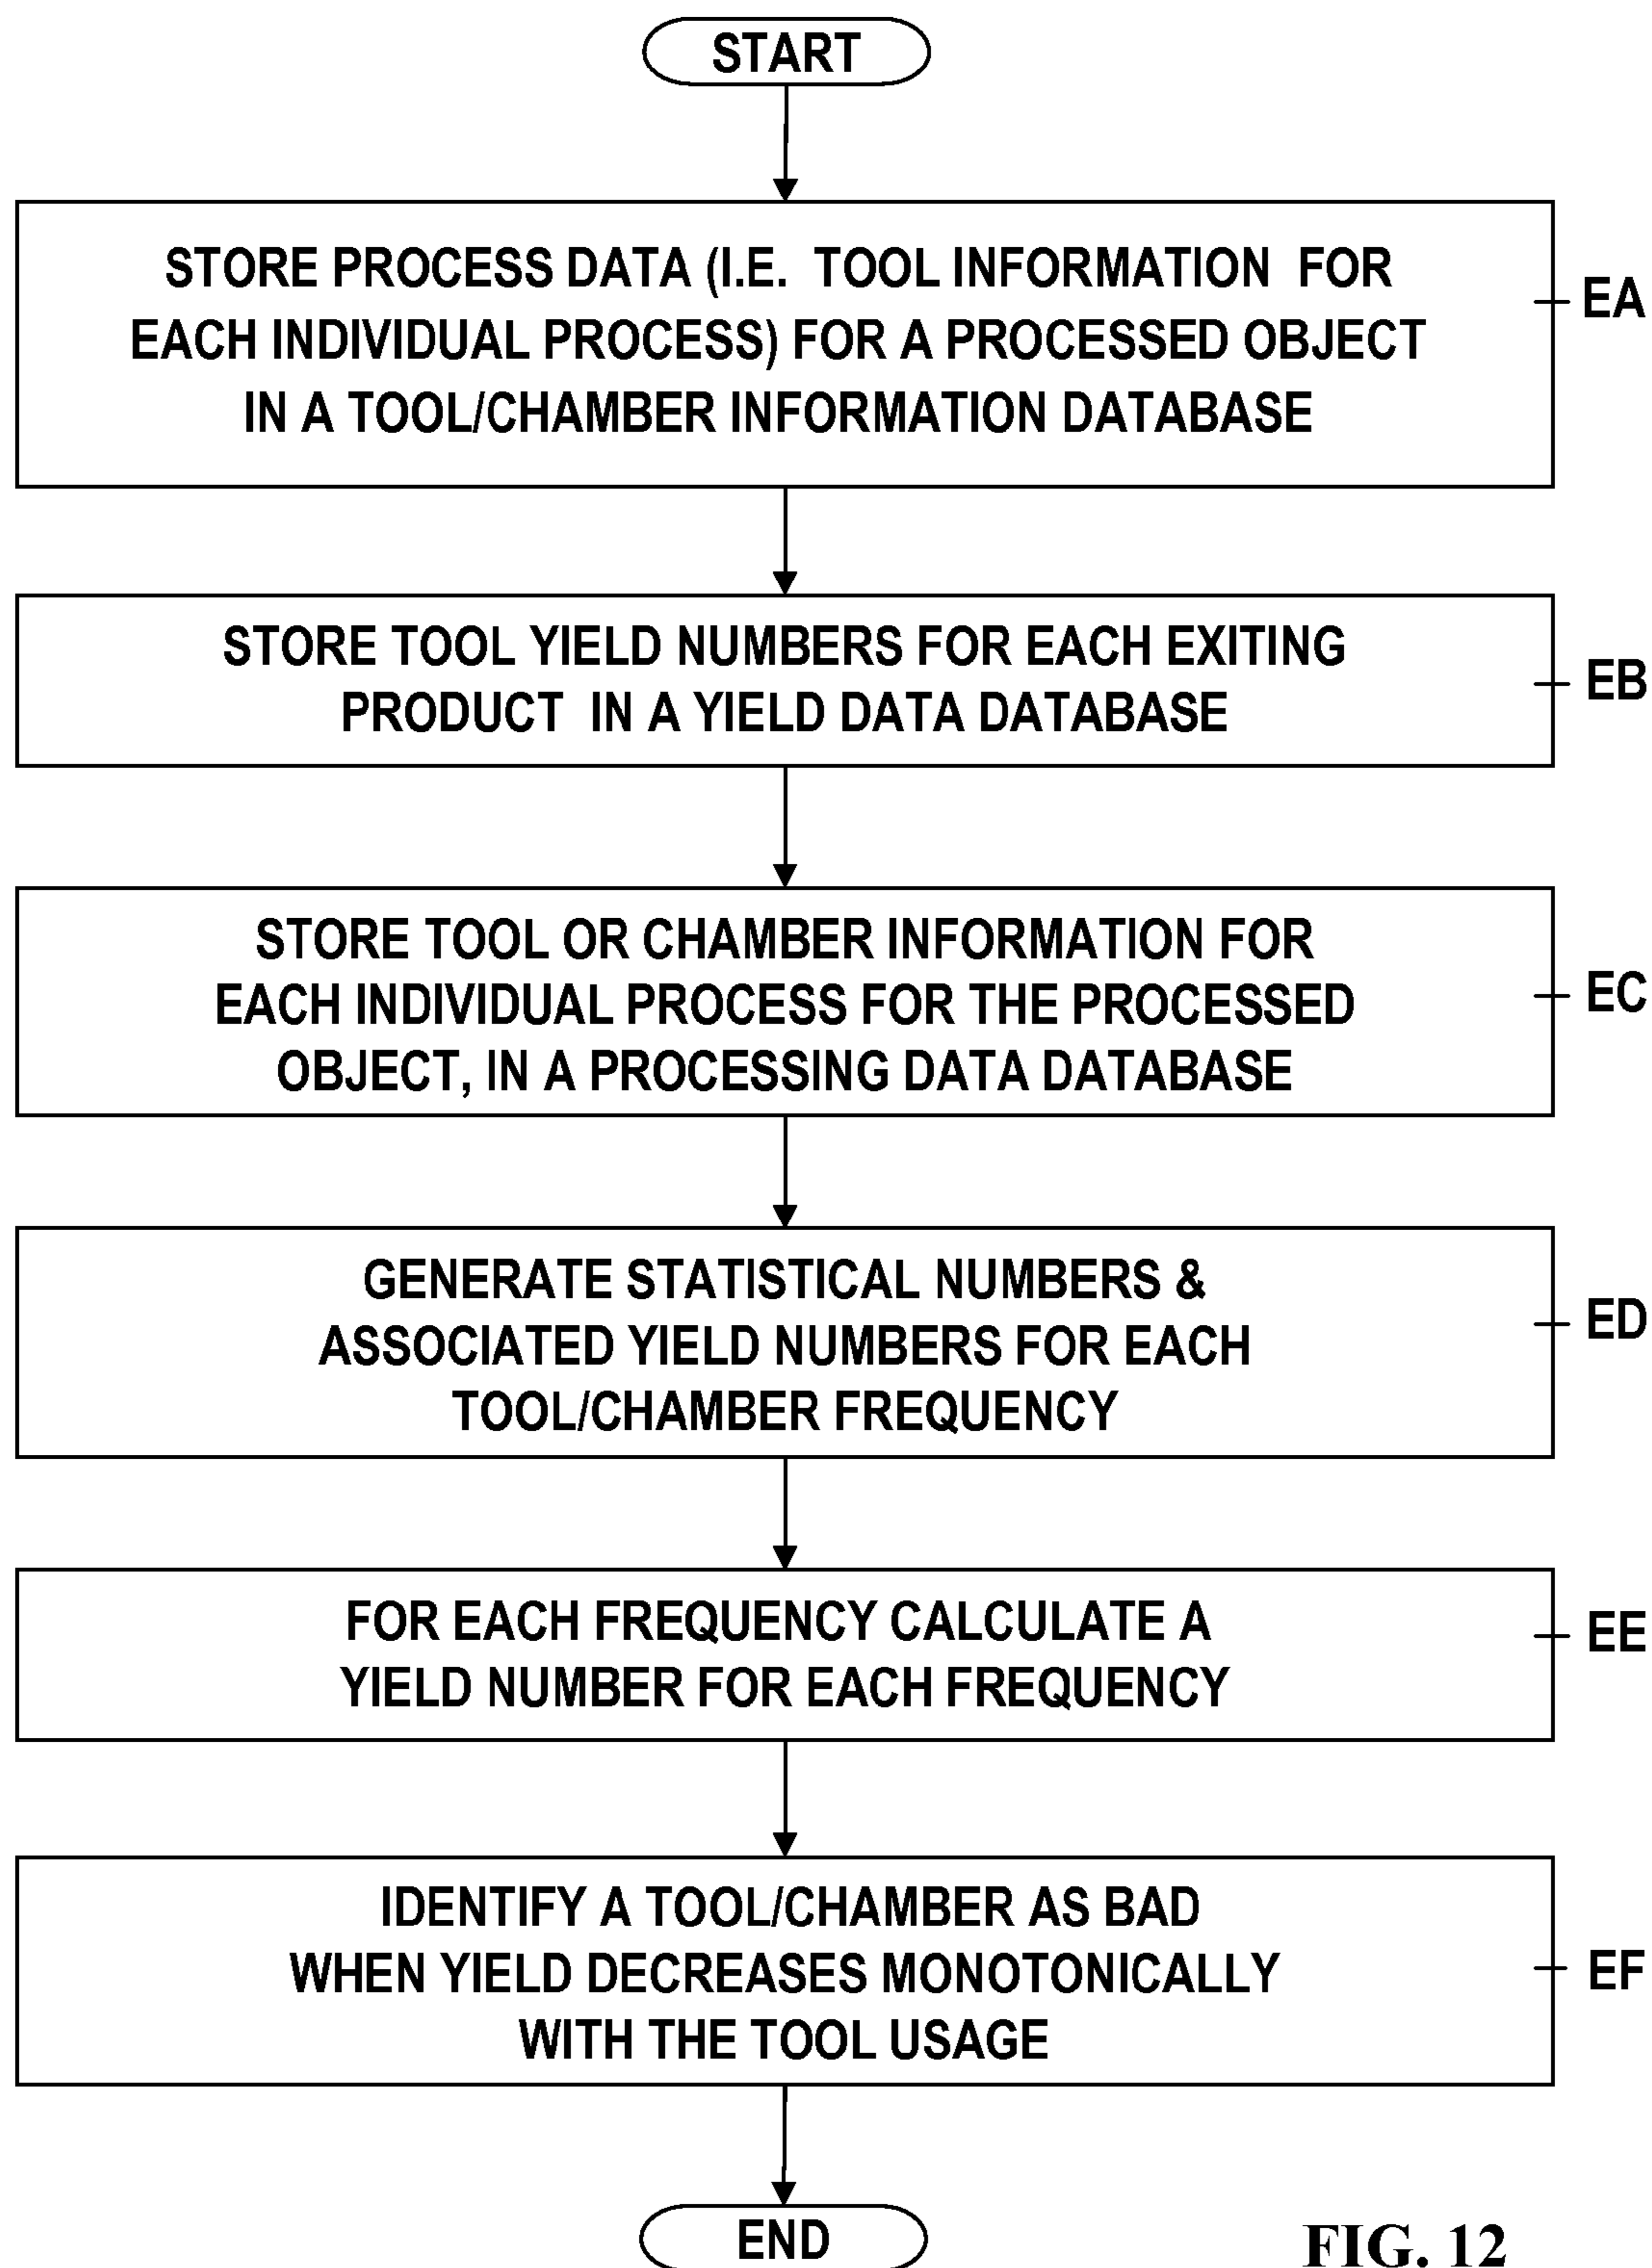 START
STORE PROCESS DATA (I.E. TOOL INFORMATION FOR
EACH INDIVIDUAL PROCESS) FOR A PROCESSED OBJECT
IN A TOOL/CHAMBER INFORMATION DATABASE
EA
STORE TOOL YIELD NUMBERS FOR EACH EXITING
PRODUCT IN A YIELD DATA DATABASE
EB
STORE TOOL OR CHAMBER INFORMATION FOR
EACH INDIVIDUAL PROCESS FOR THE PROCESSED
OBJECT, IN A PROCESSING DATA DATABASE
EC
GENERATE STATISTICAL NUMBERS &
ASSOCIATED YIELD NUMBERS FOR EACH
TOOL/CHAMBER FREQUENCY
ED
FOR EACH FREQUENCY CALCULATE A
YIELD NUMBER FOR EACH FREQUENCY
EE
IDENTIFY A TOOL/CHAMBER AS BAD
WHEN YIELD DECREASES MONOTONICALLY
WITH THE TOOL USAGE
EF
END
FIG. 12